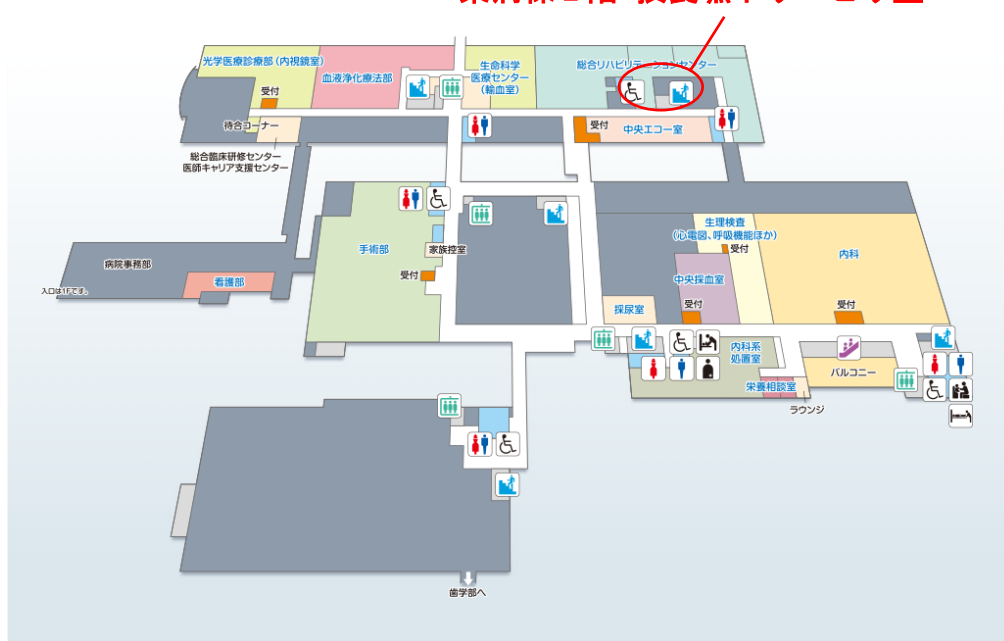 光学医療診療部(内視鏡室)
受付
血液浄化療法部
生命科学
医療センター
(輸血室)
総合リハビリテーションセンター
待合コーナー
受付
中央エコー室
総合臨床研修センター
医師キャリア支援センター
生理検査
(心電図、呼吸機能ほか)
受付
手術部
家族控室
内科
病院事務部
看護部
受付
中央採血室
入口は1Fです。
採尿室
受付
受付
内科系
処置室
バルコニー
栄養相談室
ラウンジ
歯学部へ